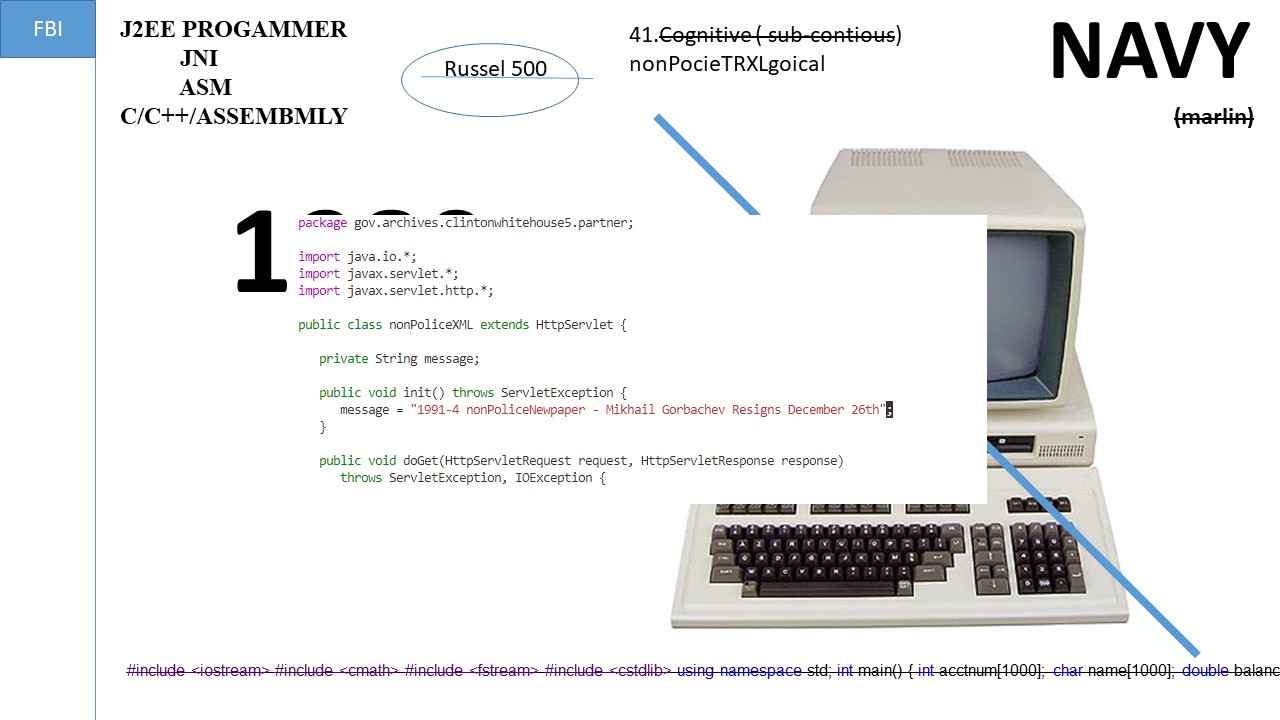 FBI
J2EE PROGAMMER
JNI
ASM
C/C++/ASSEMBMLY
Russel 500
41.Cognitive ( sub-contious)
nonPocieTRXLgoical
NAVY
(marlin)
1
package gov.archives.clintonwhitehouse5.partner;
import java.io.*;
import javax.servlet.*;
import javax.servlet.http.*;
public class nonPoliceXML extends HttpServlet {
private String message;
public void init() throws ServletException {
message = "1991-4 nonPoliceNewpaper - Mikhail Gorbachev Resigns December 26th";
}
public void doGet(HttpServletRequest request, HttpServletResponse response)
throws ServletException, IOException {
#include <iostream> #include <cmath> #include <fstream> #include <cstdlib> using namespace std; int main() { int acctnum[1000]; char name[1000]; double balanc